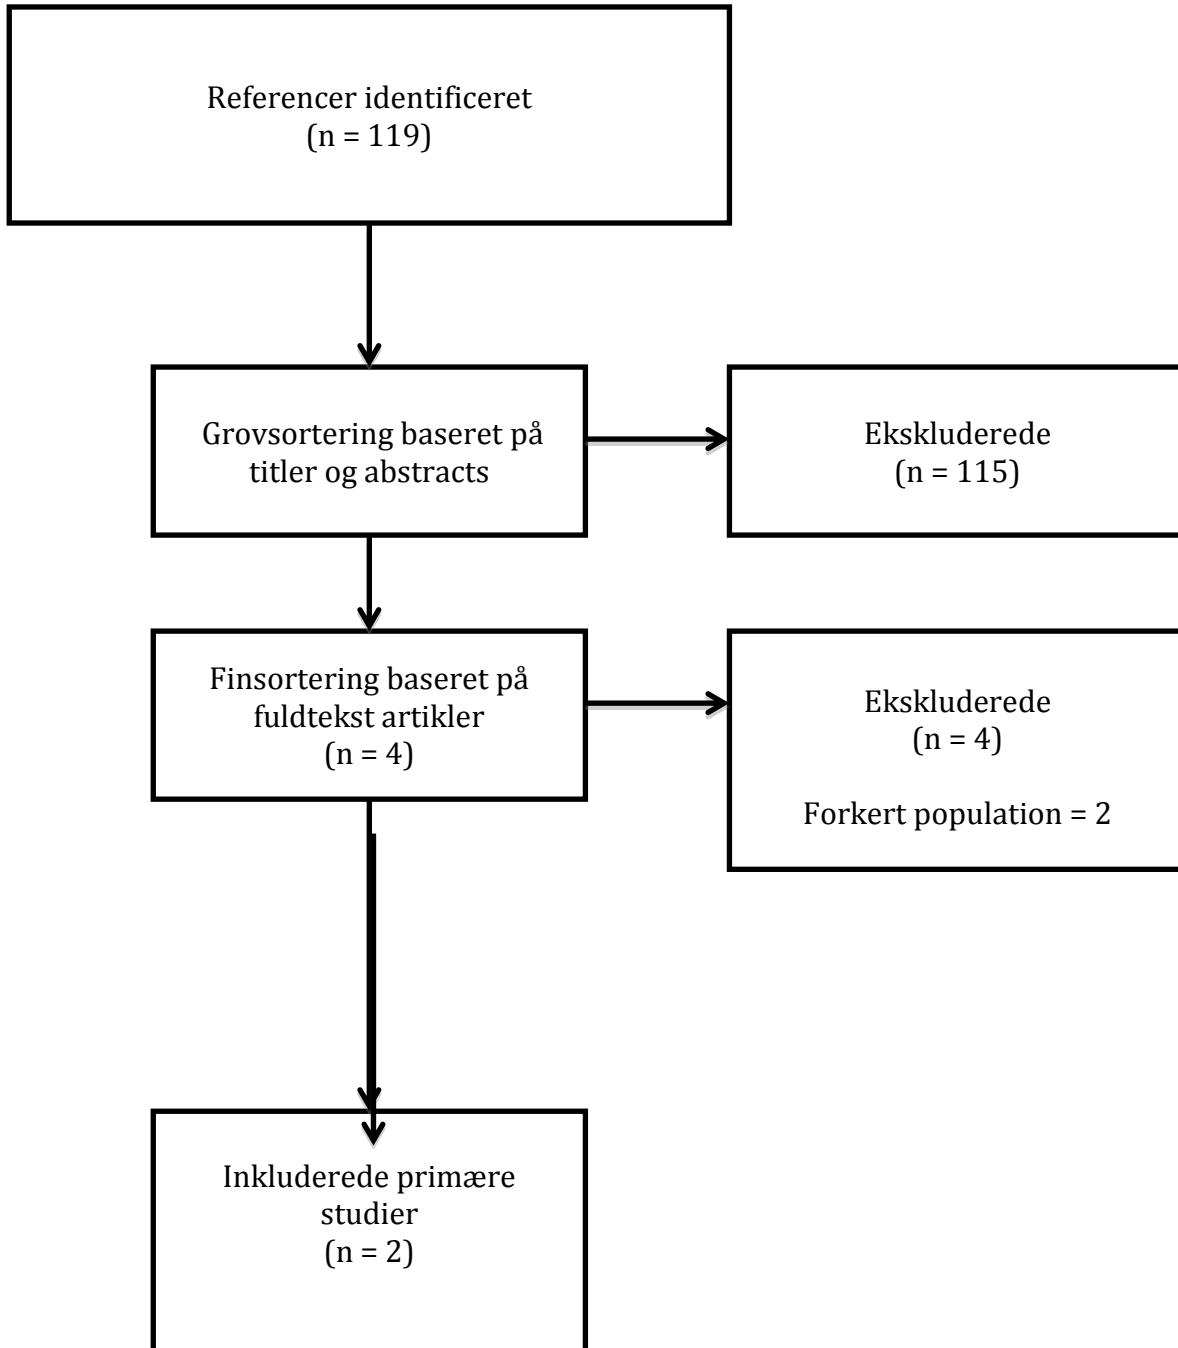 Referencer identificeret
(n = 119)
Grovsortering baseret på
titler og abstracts
Ekskluderede
(n = 115)
Finsortering baseret på
fuldtekst artikler
(n = 4)
Ekskluderede
(n = 4)
Forkert population = 2
Inkluderede primære
studier
(n = 2)